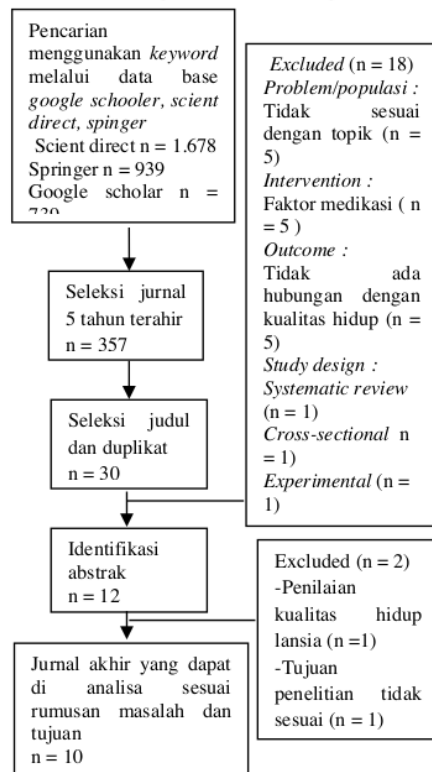 Pencarian
menggunakan keyword
melalui data base
google schooler, scient
direct, spinger
Scient direct n = 1.678
Springer n = 939
Google scholar n =
Seleksi jurnal
5 tahun terahir
n = 357
Seleksi judul
dan duplikat
n = 30
Excluded (n = 18)
Problem/populasi :
Tidak sesuai
dengan topik (n =
5)
Intervention :
Faktor medikasi ( n
= 5 )
Outcome :
Tidak ada
hubungan dengan
kualitas hidup (n =
5)
Study design :
Systematic review
(n = 1)
Cross-sectional n
= 1)
Experimental (n =
1)
Identifikasi
abstrak
n = 12
Excluded (n = 2)
-Penilaian
kualitas hidup
lansia (n =1)
-Tujuan
penelitian tidak
sesuai (n = 1)
Jurnal akhir yang dapat
di analisa sesuai
rumusan masalah dan
tujuan
n = 10